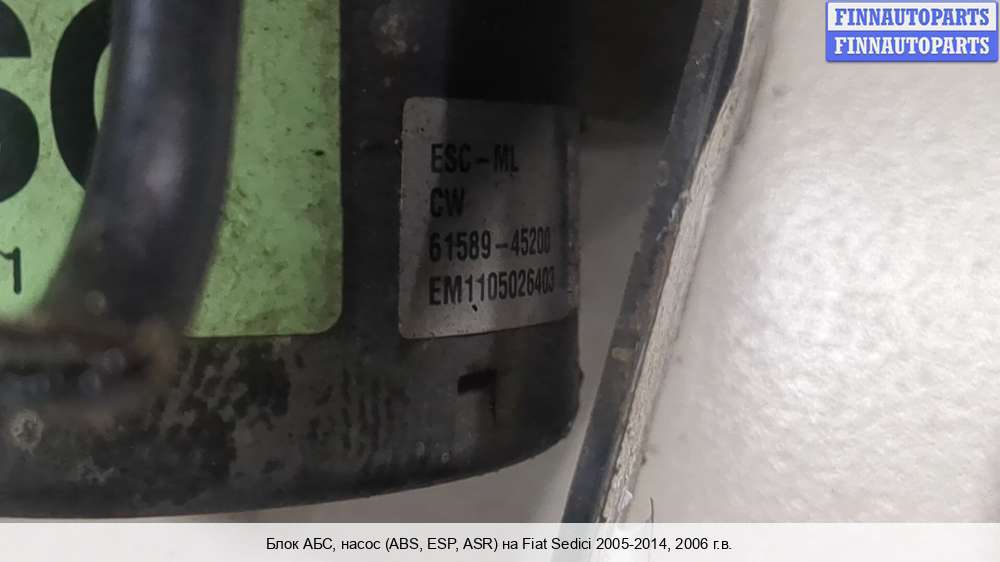 FINNAUTOPARTS
FINNAUTOPARTS
1
ESC-ML
CW
61589-45200
EM1105026403
Блок АБС, насос (ABS, ESP, ASR) на Fiat Sedici 2005-2014, 2006 г.в.